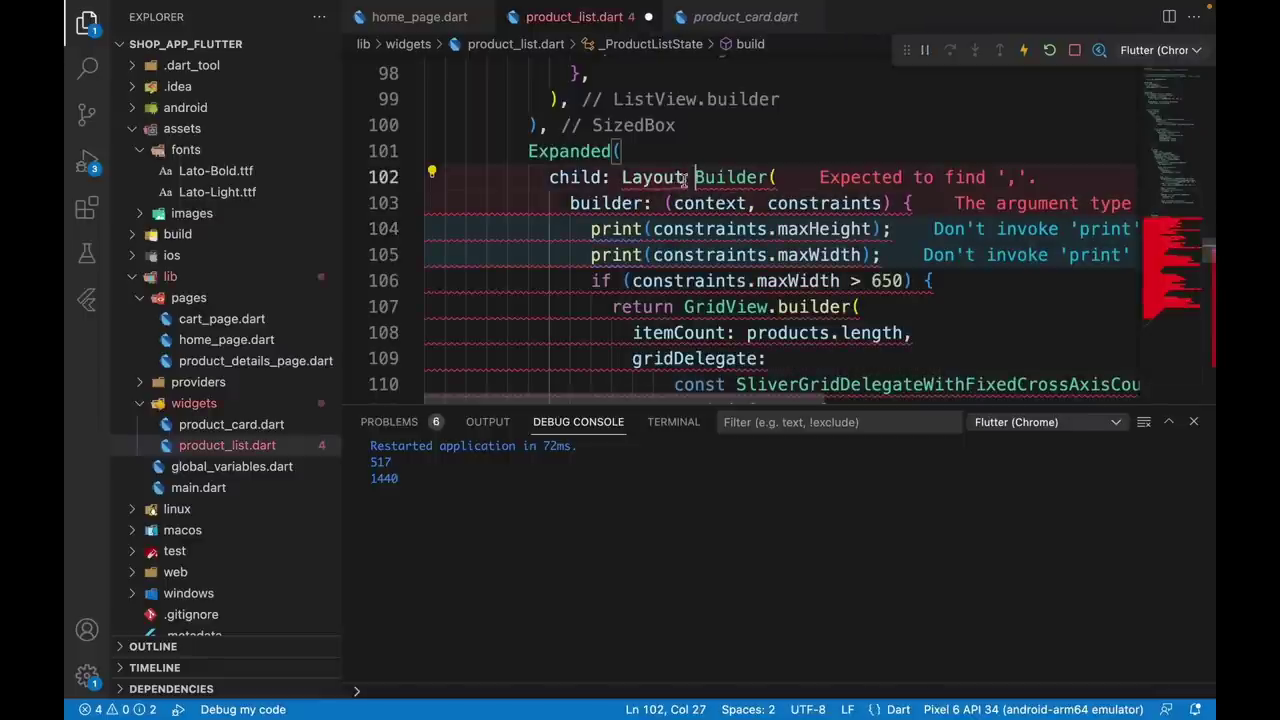 EXPLORER
SHOP_APP_FLUTTER
.dart_tool
.idea
android
assets
fonts
Lato-Bold.ttf
Lato-Light.ttf
images
build
ios
lib
pages
cart_page.dart
home_page.dart
product_details_page.dart
providers
widgets
product_card.dart
product_list.dart 4
global_variables.dart
main.dart
linux
macos
test
web
windows
.gitignore
OUTLINE
TIMELINE
DEPENDENCIES
1
3
1
home_page.dart
product_list.dart 4
product_card.dart
lib > widgets > product_list.dart > _ProductListState > build
Flutter (Chror
98 },
99 ), // ListView.builder
100 ), // SizedBox
101 Expanded(
102 child: Layout Builder( Expected to find ','.
103 builder: (context, constraints) { The argument type
104 print(constraints.maxHeight); Don't invoke 'print'
105 print(constraints.maxWidth); Don't invoke 'print'
106 if (constraints.maxWidth > 650) {
107 return GridView.builder(
108 itemCount: products.length,
109 gridDelegate:
110 const SliverGridDelegateWithFixedCrossAxisCou
PROBLEMS 6 OUTPUT DEBUG CONSOLE TERMINAL Filter (e.g. text, !exclude) Flutter (Chrome)
Restarted application in 72ms.
517
1440
4 0 2 Debug my code Ln 102, Col 27 Spaces: 2 UTF-8 LF {} Dart Pixel 6 API 34 (android-arm64 emulator)